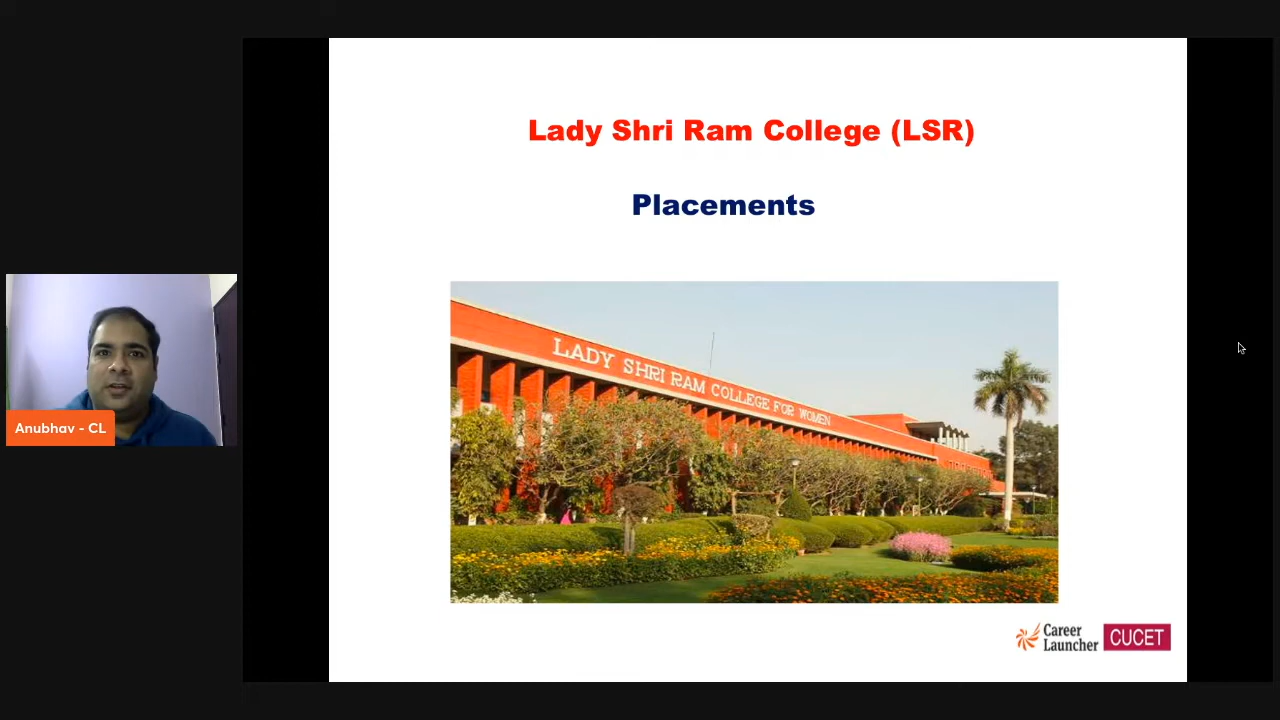 Lady Shri Ram College (LSR)
Placements
LADY SHRI RAM COLLEGE FOR WOMEN
Anubhav - CL
Career
Launcher
CUCET